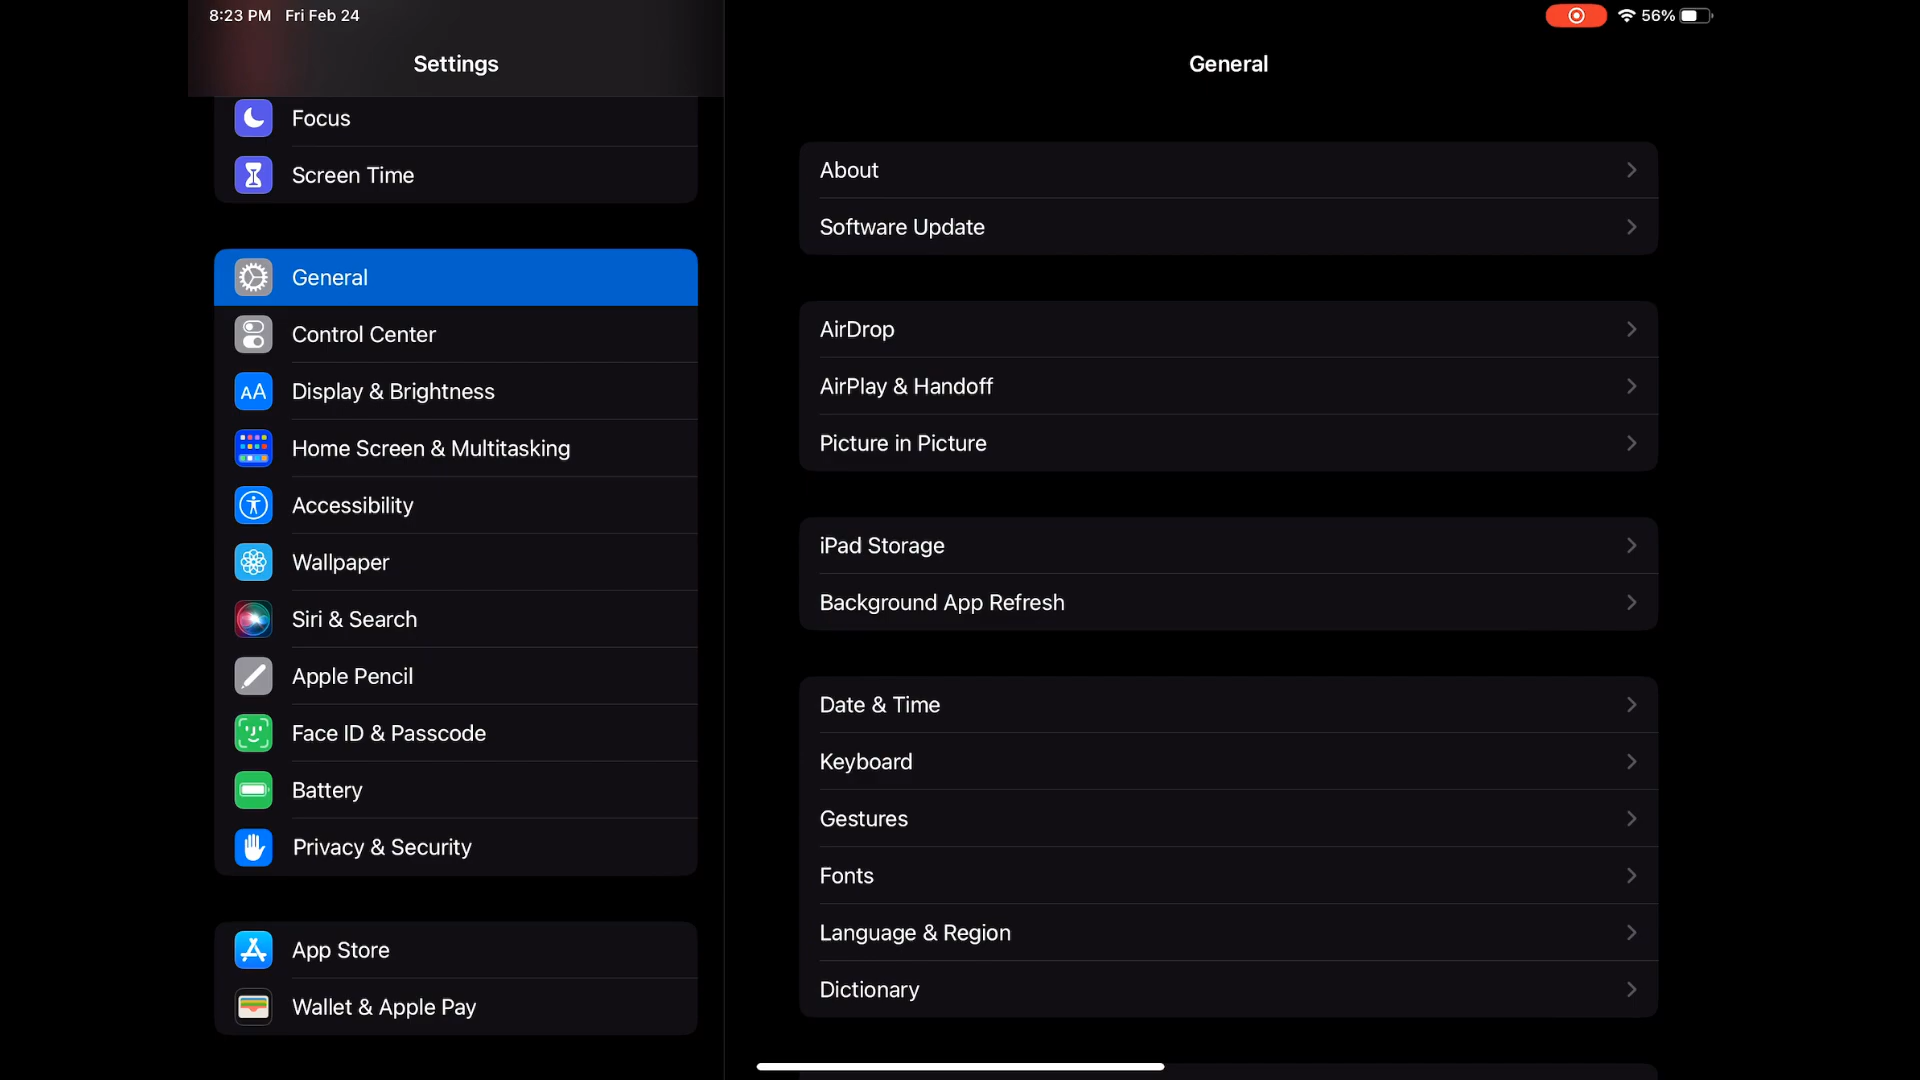 8:23 PM Fri Feb 24
56%
Settings
Focus
Screen Time
General
Control Center
AA
Display & Brightness
Home Screen & Multitasking
Accessibility
Wallpaper
Siri & Search
Apple Pencil
Face ID & Passcode
Battery
Privacy & Security
App Store
Wallet & Apple Pay
General
About
Software Update
AirDrop
AirPlay & Handoff
Picture in Picture
iPad Storage
Background App Refresh
Date & Time
Keyboard
Gestures
Fonts
Language & Region
Dictionary